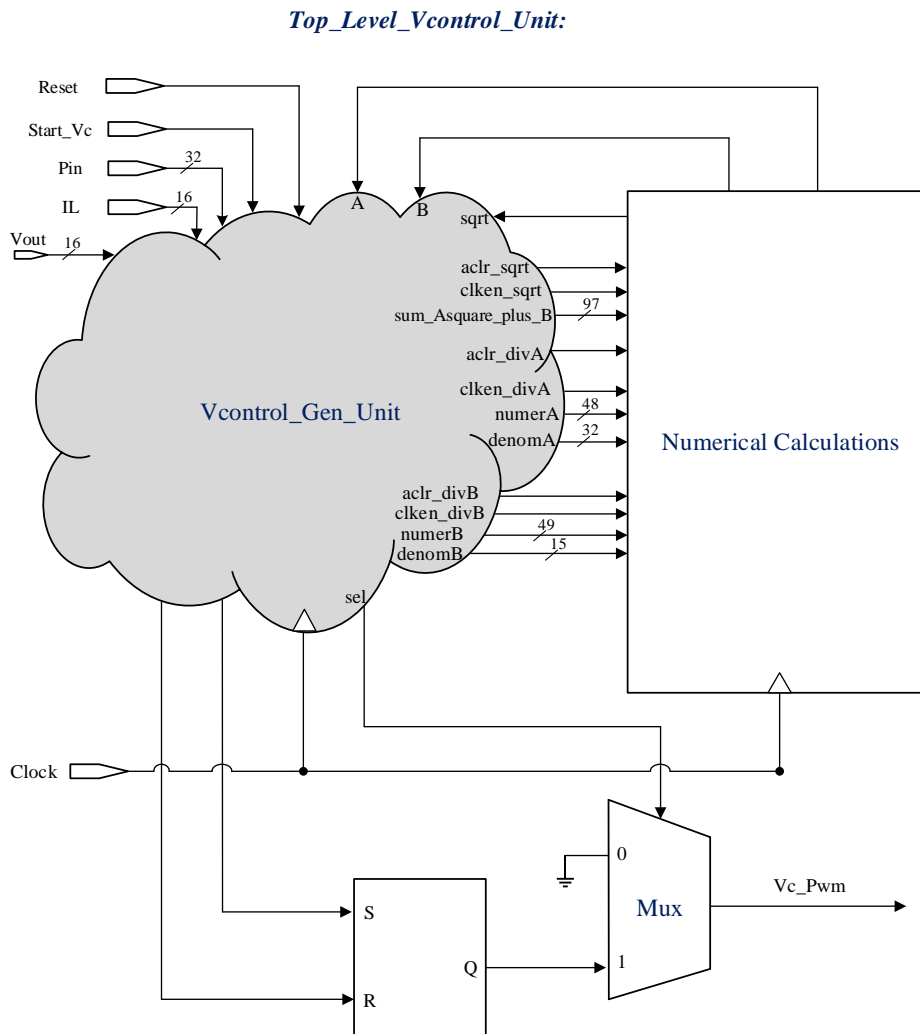 Top_Level_Vcontrol_Unit:
Reset
Start_Vc
Pin
32
IL
16
Vout
16
A
B
sqrt
aclr_sqrt
clken_sqrt
sum_Asquare_plus_B
97
aclr_divA
clken_divA
numerA
48
denomA
32
Vcontrol_Gen_Unit
Numerical Calculations
aclr_divB
clken_divB
numerB
49
denomB
15
sel
Clock
0
Mux
1
Vc_Pwm
S
Q
R